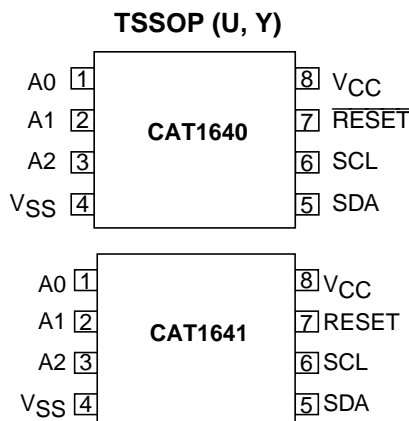 TSSOP (U, Y)
A0 1 8 VCC
A1 2 CAT1640 7 RESET
A2 3 6 SCL
VSS 4 5 SDA
A0 1 8 VCC
A1 2 CAT1641 7 RESET
A2 3 6 SCL
VSS 4 5 SDA